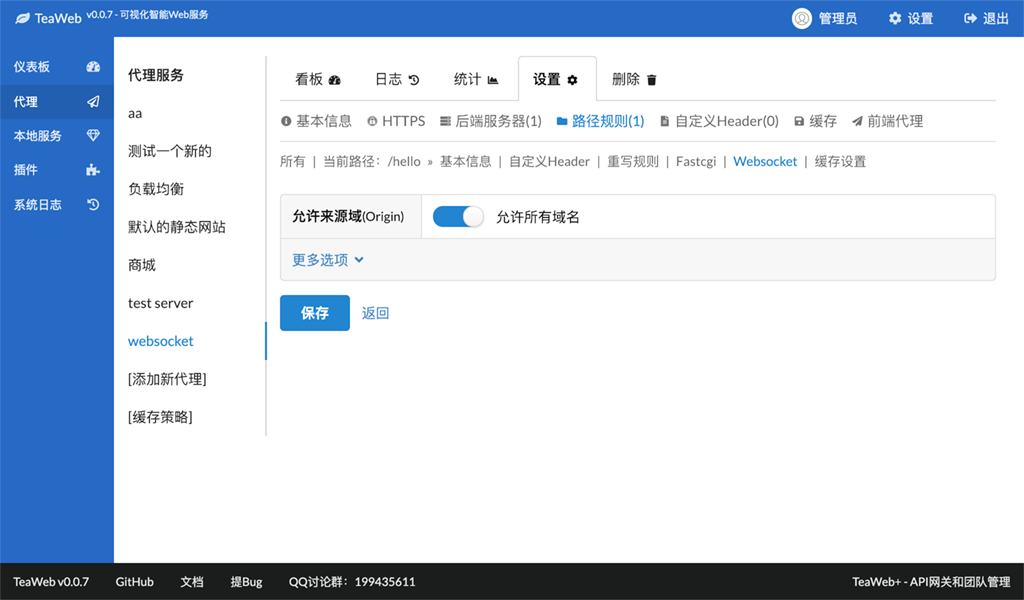 TeaWeb v0.0.7 - 可视化智能Web服务
管理员 设置 退出
仪表板
代理
本地服务
插件
系统日志
代理服务
aa
测试一个新的
负载均衡
默认的静态网站
商城
test server
websocket
[添加新代理]
[缓存策略]
看板 日志 统计 设置 删除
基本信息 HTTPS 后端服务器(1) 路径规则(1) 自定义Header(0) 缓存 前端代理
所有 | 当前路径：/hello » 基本信息 | 自定义Header | 重写规则 | Fastcgi | Websocket | 缓存设置
允许来源域(Origin) 允许所有域名
更多选项
保存 返回
TeaWeb v0.0.7 GitHub 文档 提Bug QQ讨论群：199435611 TeaWeb+ - API网关和团队管理